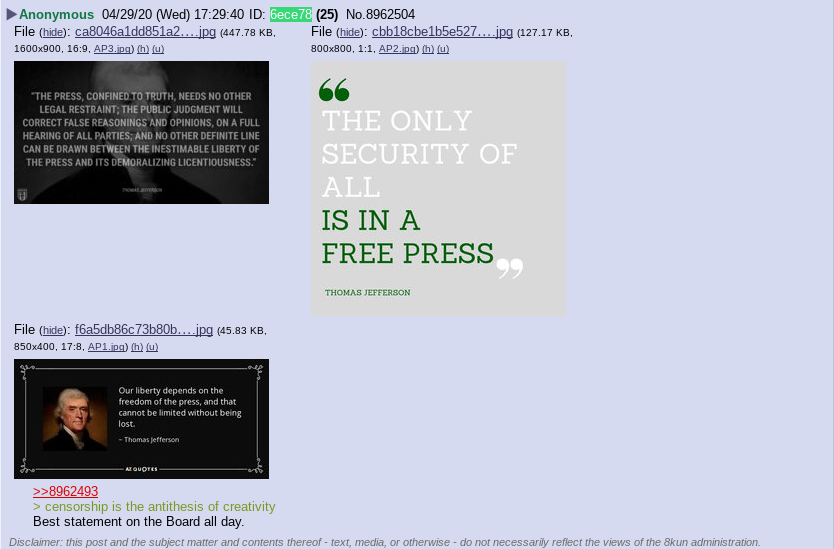 ▶Anonymous 04/29/20 (Wed) 17:29:40 ID: 6ece78 (25) No.8962504
File (hide): ca8046a1dd851a2….jpg (447.78 KB,
1600x900, 16:9, AP3.jpg) (h) (u)
"THE PRESS, CONFINED TO TRUTH, NEEDS NO OTHER
LEGAL RESTRAINT; THE PUBLIC JUDGMENT WILL
CORRECT FALSE REASONINGS AND OPINIONS, ON A FULL
HEARING OF ALL PARTIES; AND NO OTHER DEFINITE LINE
CAN BE DRAWN BETWEEN THE INESTIMABLE LIBERTY OF
THE PRESS AND ITS DEMORALIZING LICENTIOUSNESS."
THOMAS JEFFERSON
File (hide): cbb18cbe1b5e527….jpg (127.17 KB,
800x800, 1:1, AP2.jpg) (h) (u)
“
THE ONLY
SECURITY OF
ALL
IS IN A
FREE PRESS
”
THOMAS JEFFERSON
File (hide): f6a5db86c73b80b….jpg (45.83 KB,
850x400, 17:8, AP1.jpg) (h) (u)
Our liberty depends on the
freedom of the press, and that
cannot be limited without being
lost.
~ Thomas Jefferson
AZ QUOTES
>>8962493
> censorship is the antithesis of creativity
Best statement on the Board all day.
Disclaimer: this post and the subject matter and contents thereof - text, media, or otherwise - do not necessarily reflect the views of the 8kun administration.